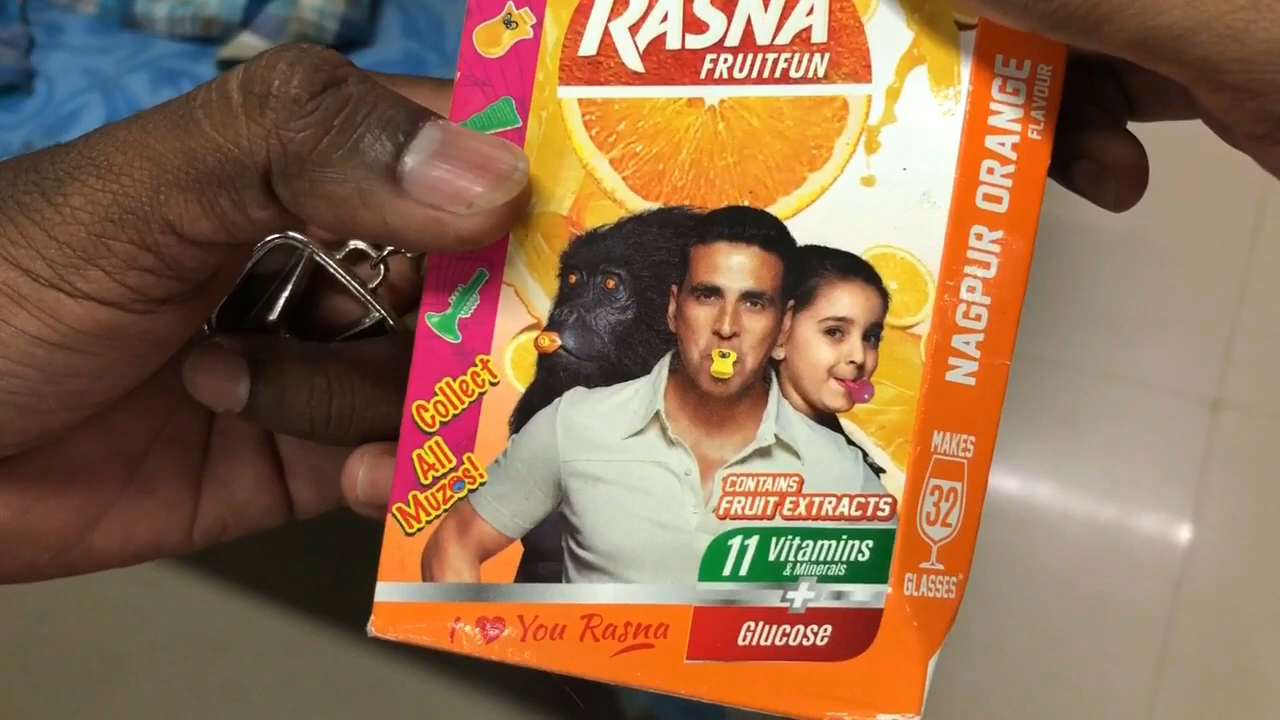 RASNA
FRUITFUN
NAGPUR ORANGE
FLAVOUR
Collect
All
Muzos!
CONTAINS
FRUIT EXTRACTS
11 Vitamins
& Minerals
+
Glucose
I ❤ You Rasna
MAKES
32
GLASSES*